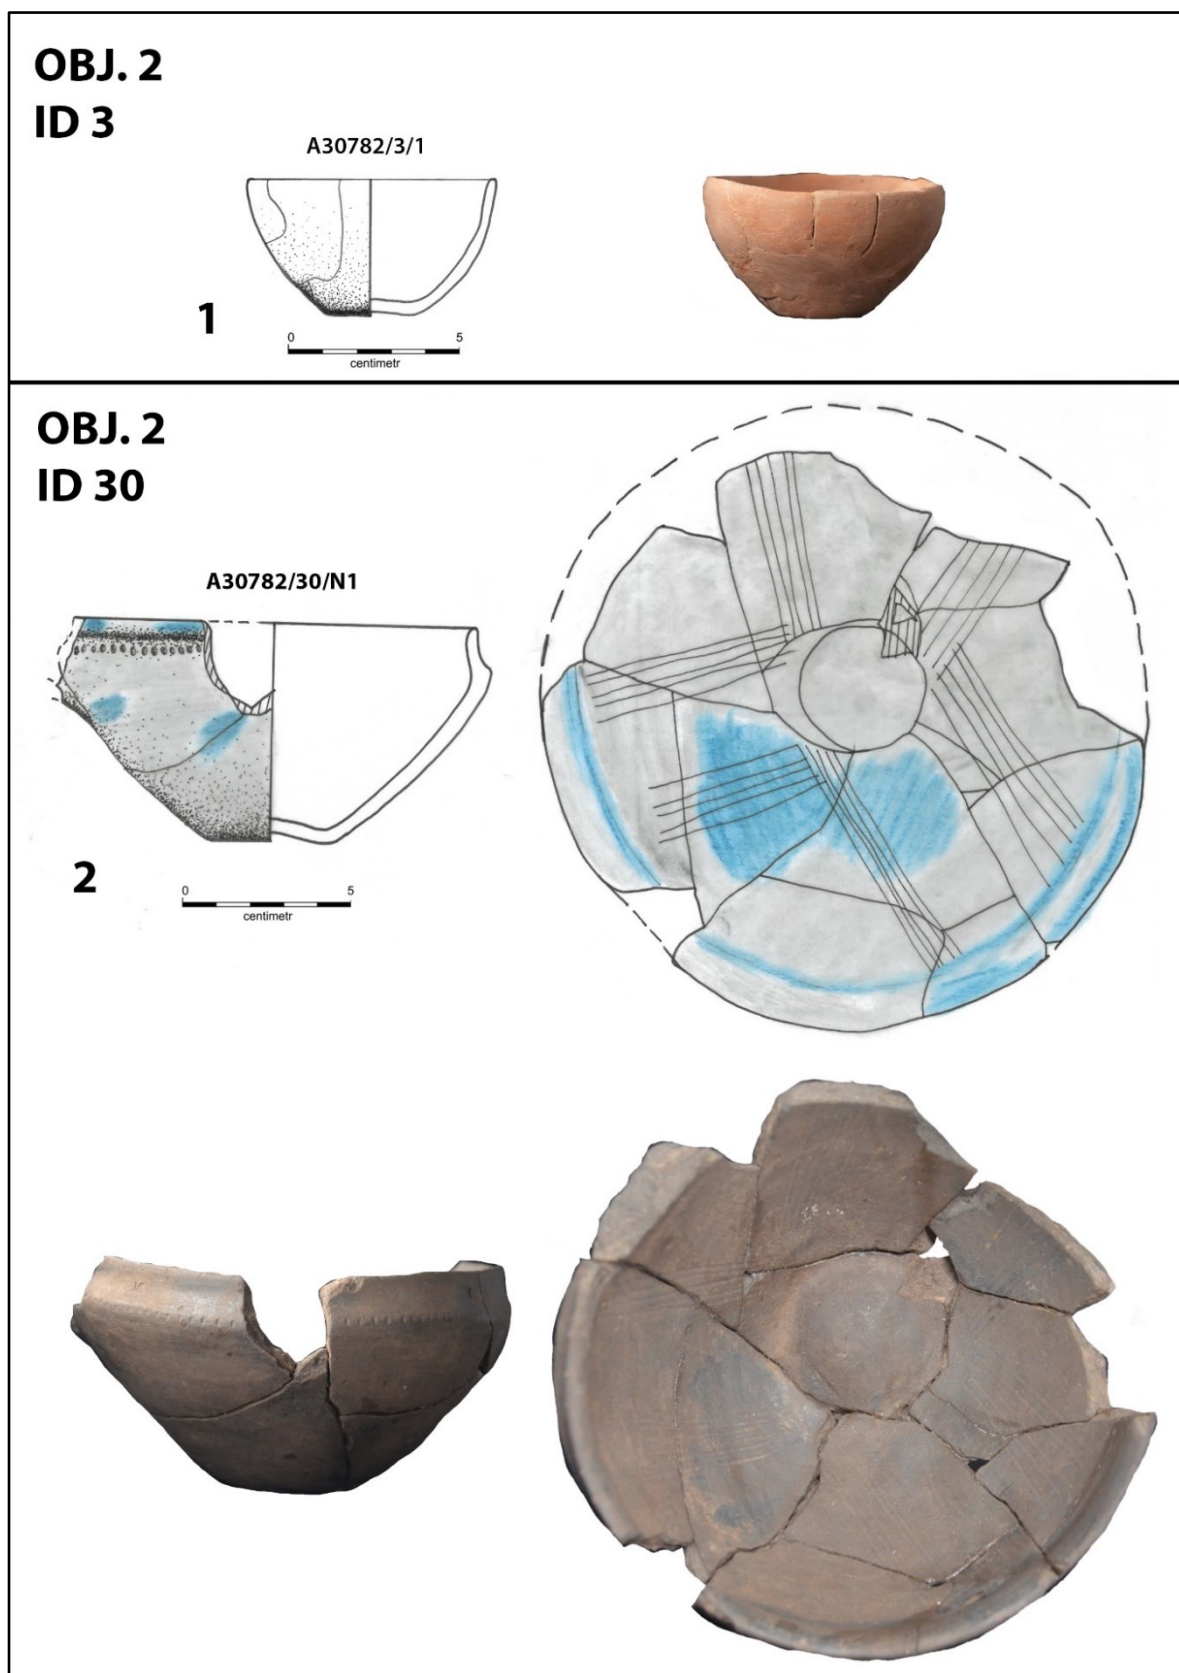 OBJ. 2
ID 3
A30782/3/1
1
0 5
centimetr
OBJ. 2
ID 30
A30782/30/N1
2
0 5
centimetr